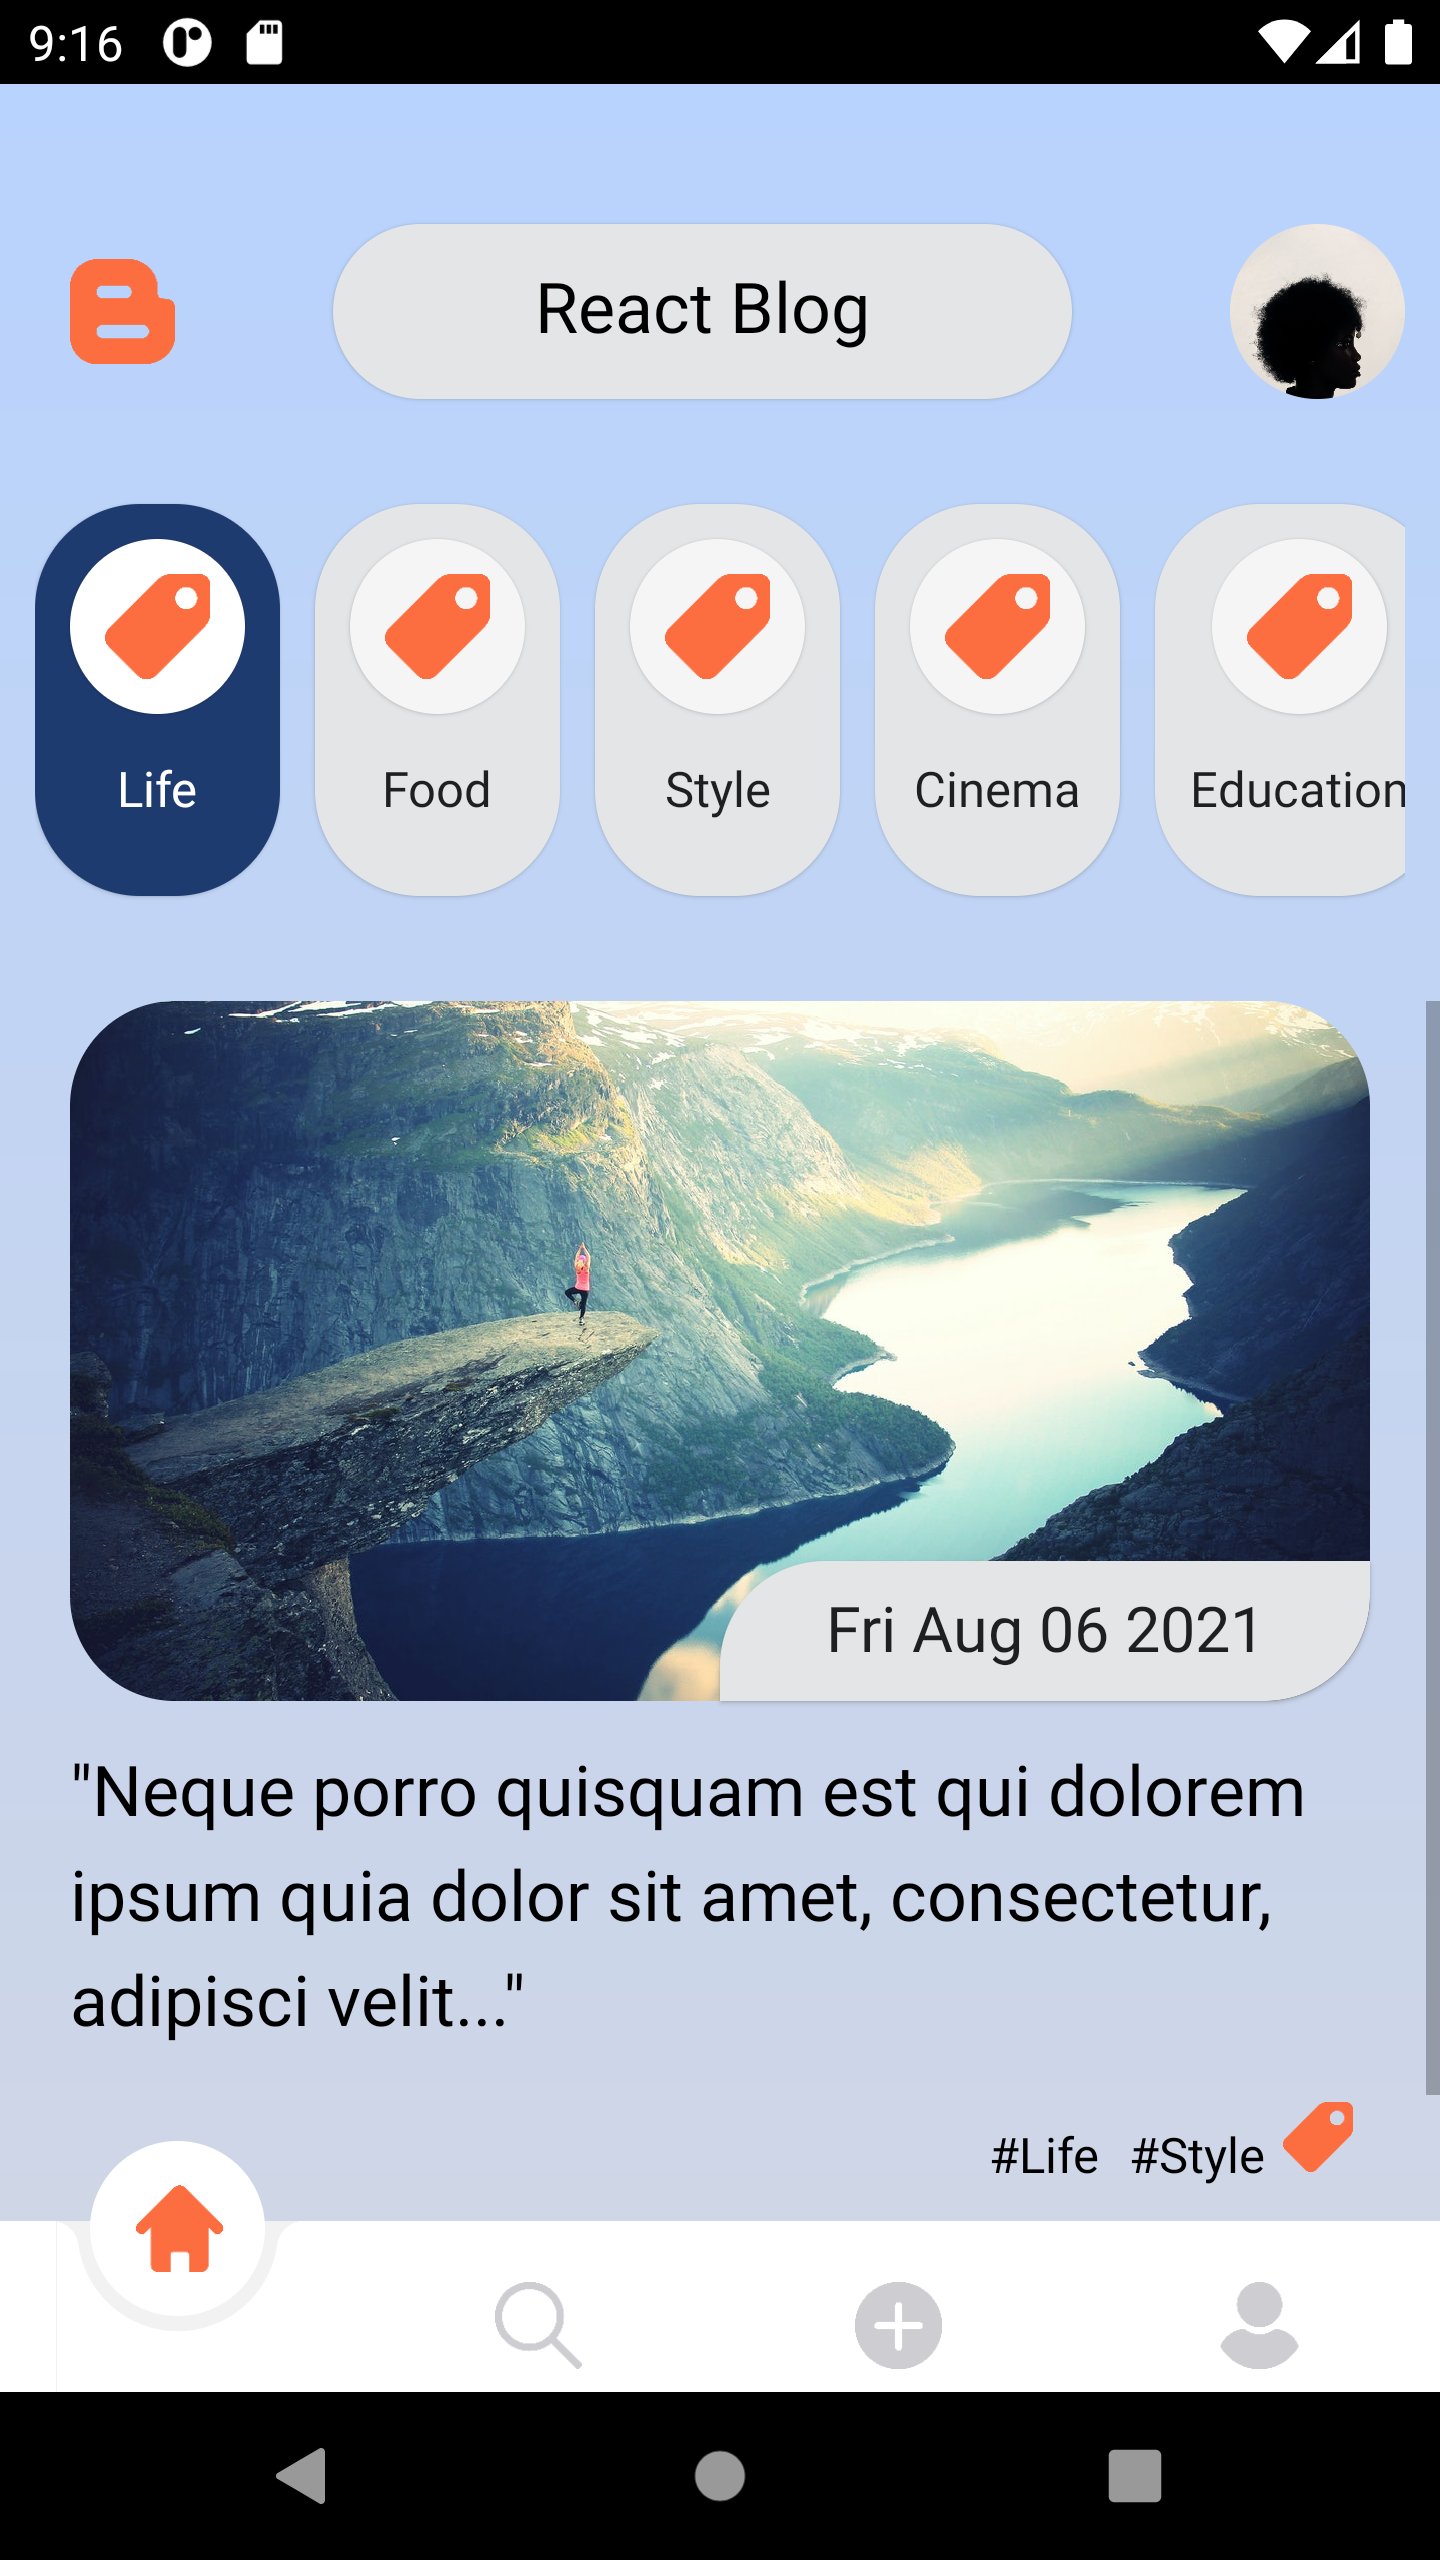 9:16
React Blog
Life
Food
Style
Cinema
Education
Fri Aug 06 2021
"Neque porro quisquam est qui dolorem
ipsum quia dolor sit amet, consectetur,
adipisci velit..."
#Life #Style